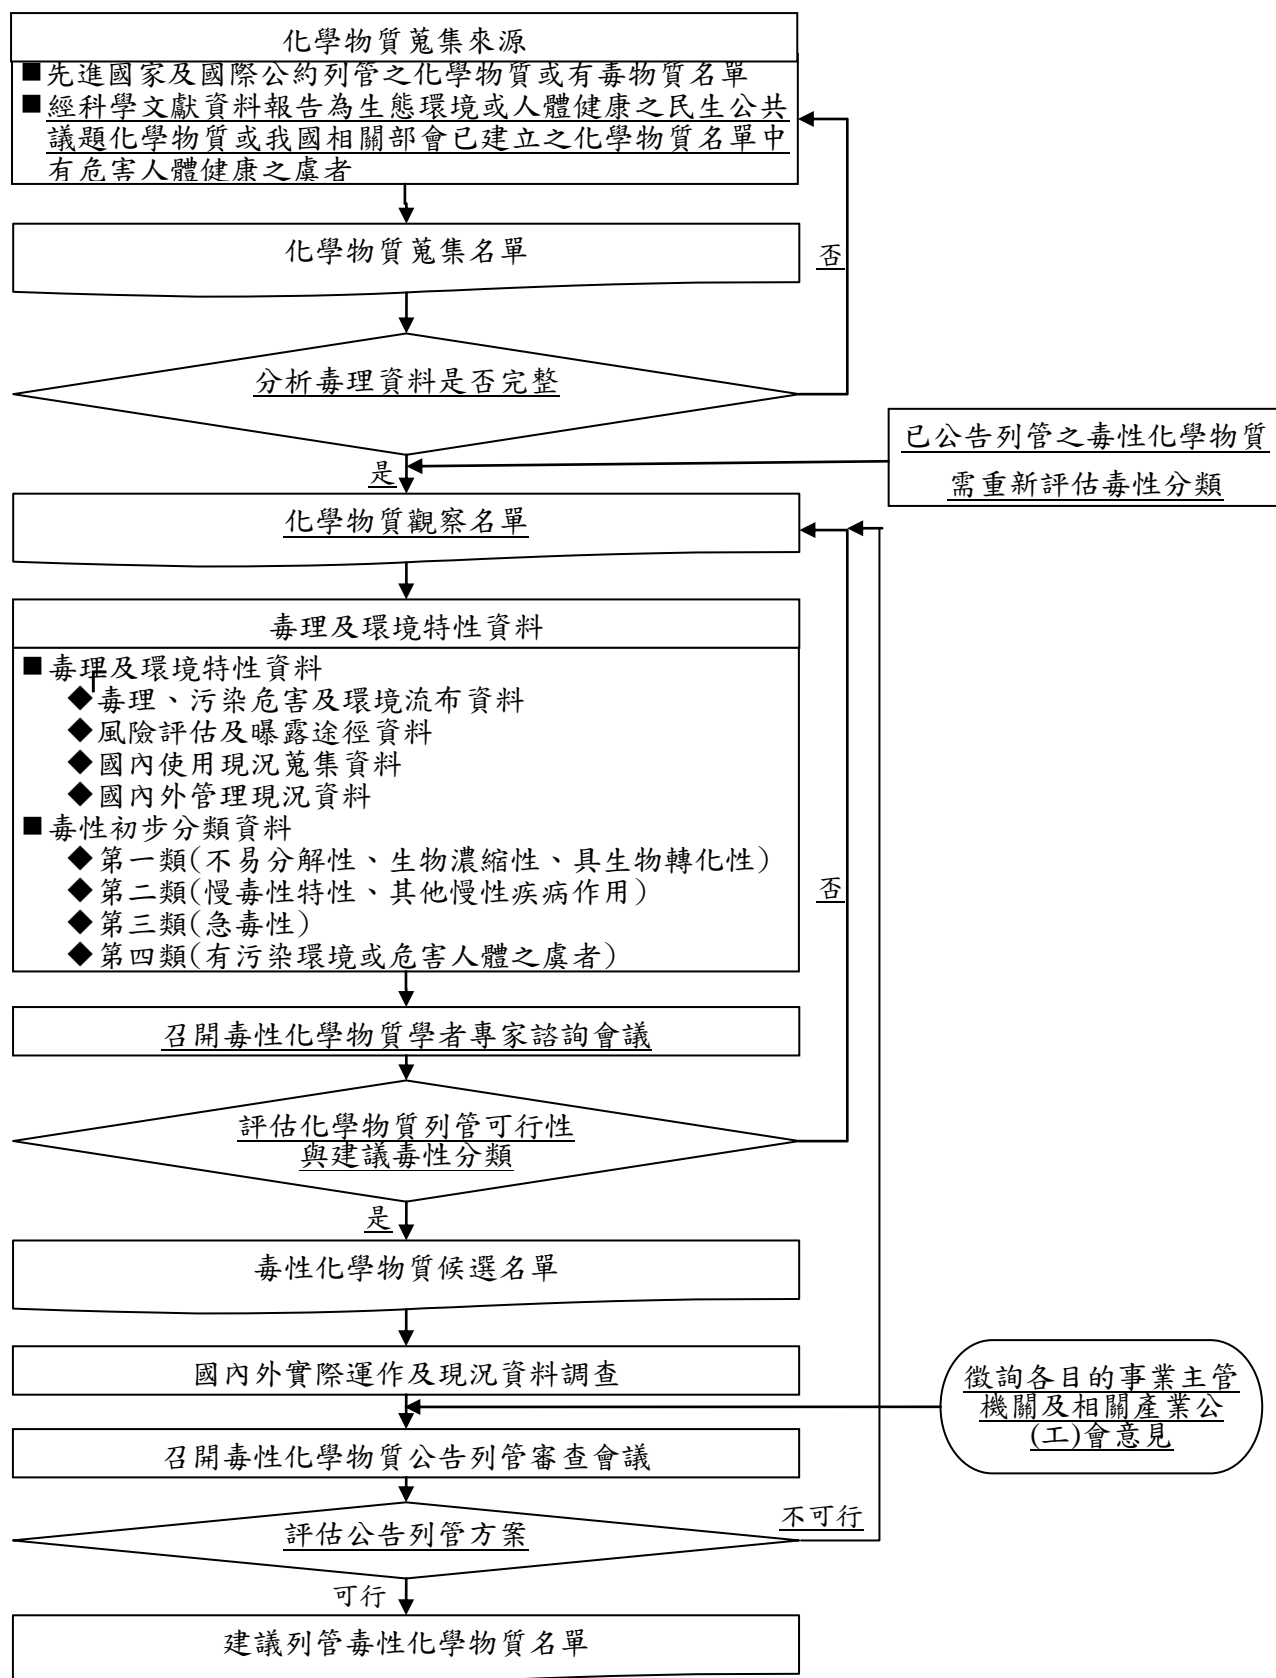 化學物質蒐集來源
■先進國家及國際公約列管之化學物質或有毒物質名單
■經科學文獻資料報告為生態環境或人體健康之民生公共
議題化學物質或我國相關部會已建立之化學物質名單中
有危害人體健康之虞者
化學物質蒐集名單
否
分析毒理資料是否完整
已公告列管之毒性化學物質
需重新評估毒性分類
是
化學物質觀察名單
毒理及環境特性資料
■毒理及環境特性資料
◆毒理、污染危害及環境流布資料
◆風險評估及曝露途徑資料
◆國內使用現況蒐集資料
◆國內外管理現況資料
■毒性初步分類資料
◆第一類(不易分解性、生物濃縮性、具生物轉化性)
◆第二類(慢毒性特性、其他慢性疾病作用)
否
◆第三類(急毒性)
◆第四類(有污染環境或危害人體之虞者)
召開毒性化學物質學者專家諮詢會議
評估化學物質列管可行性
與建議毒性分類
是
毒性化學物質候選名單
國內外實際運作及現況資料調查
徵詢各目的事業主管
機關及相關產業公
(工)會意見
召開毒性化學物質公告列管審查會議
不可行
評估公告列管方案
可行
建議列管毒性化學物質名單